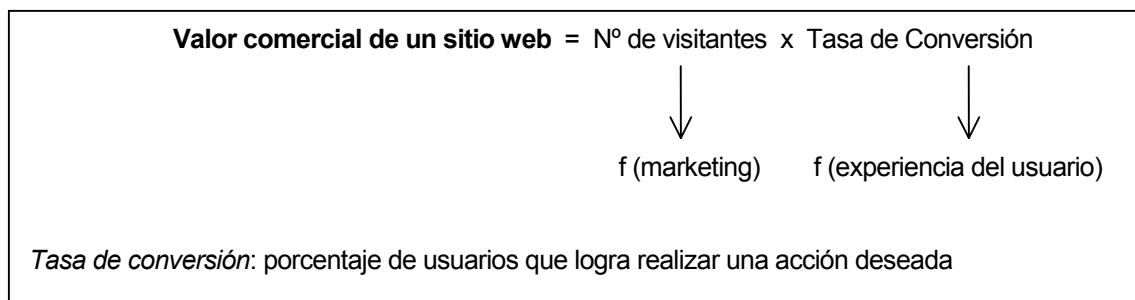 Valor comercial de un sitio web = Nº de visitantes x Tasa de Conversión
f (marketing) f (experiencia del usuario)
Tasa de conversión: porcentaje de usuarios que logra realizar una acción deseada